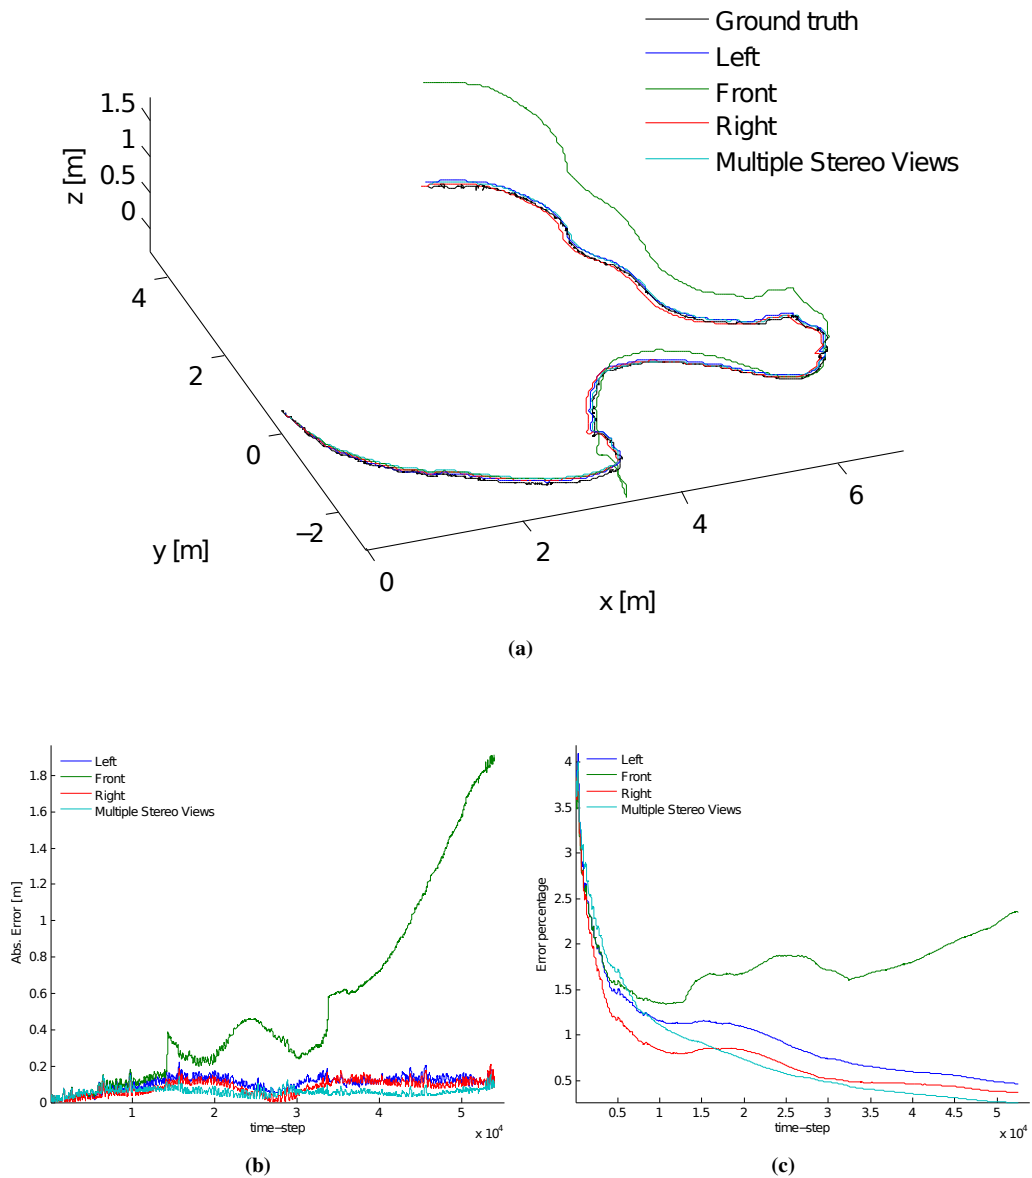 Ground truth
Left
Front
Right
Multiple Stereo Views
1.5
1
0.5
0
z [m]
4
2
0
−2
y [m]
0
2
4
6
x [m]
(a)
Left
Front
Right
Multiple Stereo Views
1.8
1.6
1.4
1.2
1
0.8
0.6
0.4
0.2
0
Abs. Error [m]
1 2 3 4 5
time−step
x 10⁴
(b)
Left
Front
Right
Multiple Stereo Views
4
3.5
3
2.5
2
1.5
1
0.5
Error percentage
0.5 1 1.5 2 2.5 3 3.5 4 4.5 5
time−step
x 10⁴
(c)